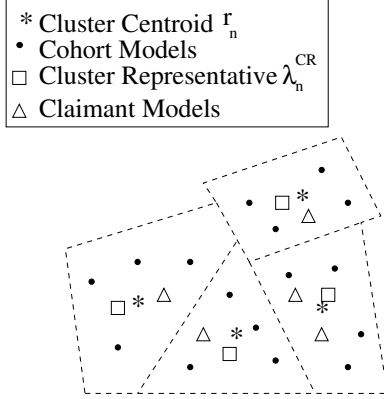 * Cluster Centroid r_n
• Cohort Models
□ Cluster Representative λ_n^CR
△ Claimant Models